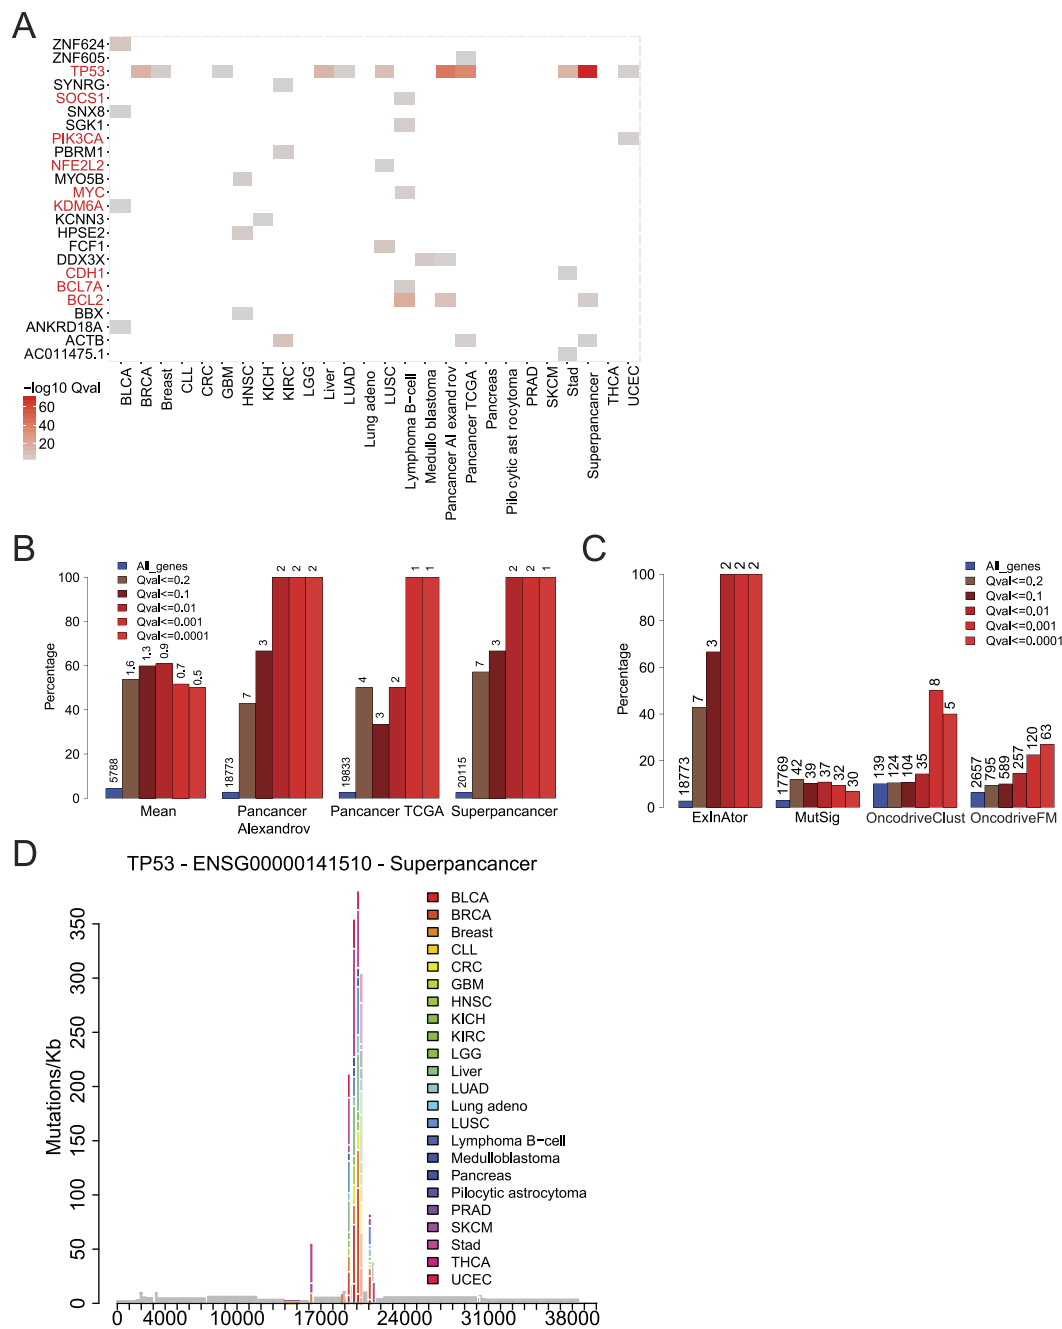 A
ZNF624
ZNF605
TP53
SYNRG
SOCS1
SNX8
SGK1
PIK3CA
PBRM1
NFE2L2
MYO5B
MYC
KDM6A
KCNN3
HPSE2
FCF1
DDX3X
CDH1
BCL7A
BCL2
BBX
ANKRD18A
ACTB
AC011475.1
BLCA
BRCA
Breast
CLL
CRC
GBM
HNSC
KICH
KIRC
LGG
Liver
LUAD
Lung adeno
LUSC
Lymphoma B-cell
Medullo blastoma
Pancancer Al exandrov
Pancancer TCGA
Pancreas
Pilo cytic ast rocytoma
PRAD
SKCM
Stad
Superpancancer
THCA
UCEC
−log10 Qval
60
40
20
B
All_genes
Qval<=0.2
Qval<=0.1
Qval<=0.01
Qval<=0.001
Qval<=0.0001
Percentage
100
80
60
40
20
0
5788 1.6 1.3 0.9 0.7 0.5
18773 7 3 2 2 2
19833 4 3 2 1 1
20115 7 3 2 2 1
Mean
Pancancer Alexandrov
Pancancer TCGA
Superpancancer
C
All_genes
Qval<=0.2
Qval<=0.1
Qval<=0.01
Qval<=0.001
Qval<=0.0001
Percentage
100
80
60
40
20
0
18773 7 3 2 2 2
17769 42 39 37 32 30
139 124 104 35 8 5
2657 795 589 257 120 63
ExInAtor
MutSig
OncodriveClust
OncodriveFM
D
TP53 - ENSG00000141510 - Superpancancer
Mutations/Kb
350
300
250
200
150
100
50
0
0 4000 10000 17000 24000 31000 38000
BLCA
BRCA
Breast
CLL
CRC
GBM
HNSC
KICH
KIRC
LGG
Liver
LUAD
Lung adeno
LUSC
Lymphoma B−cell
Medulloblastoma
Pancreas
Pilocytic astrocytoma
PRAD
SKCM
Stad
THCA
UCEC